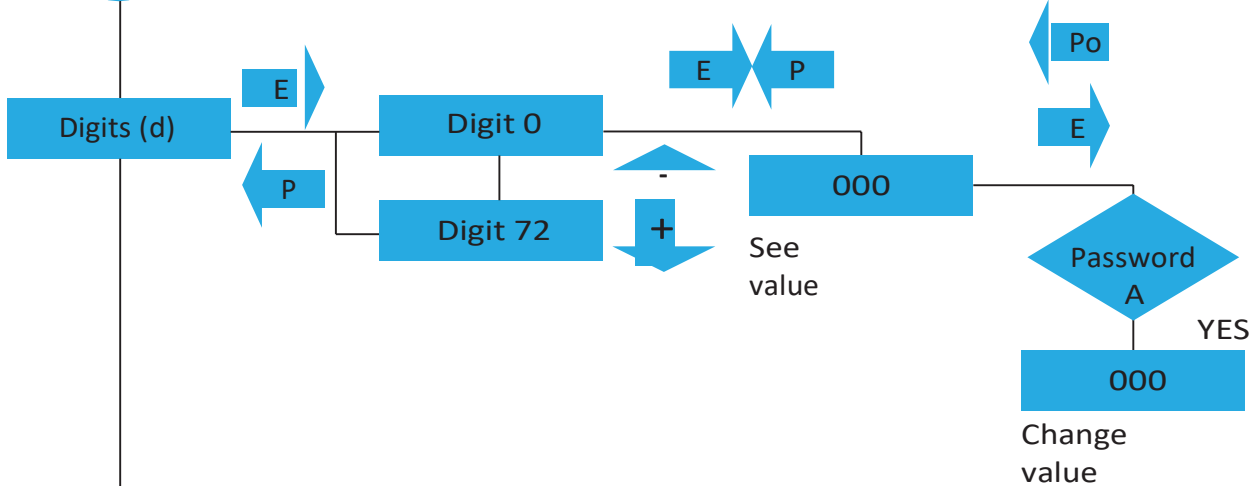 Po
E
E
P
Digits (d)
Digit 0
E
P
-
000
Digit 72
+
See
value
Password
A
YES
000
Change
value